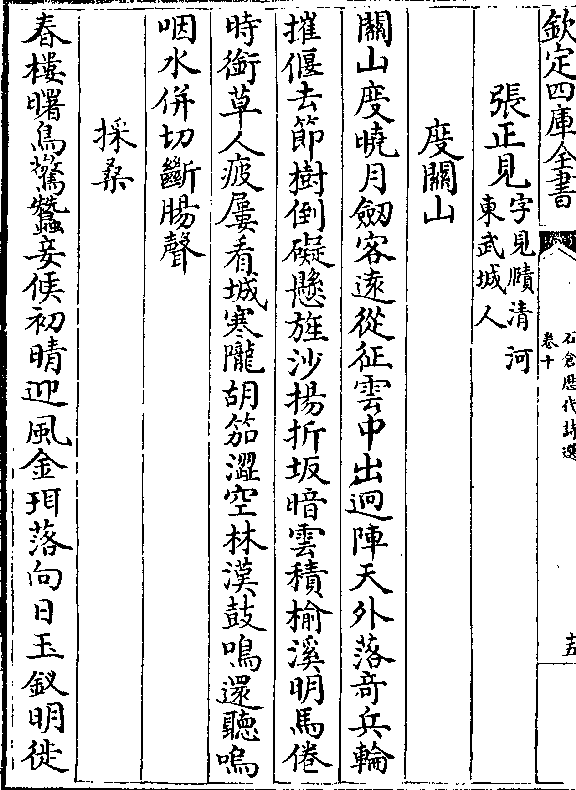 欽定四庫全書
石倉歷代詩選
卷十
十五
張正見字見賾清河
東武城人
度關山
關山度曉月劒客遠從征雲中出迥陣天外落奇兵輪
摧偃去節樹倒礙懸旌沙揚折坂暗雲積榆溪明馬倦
時銜草人疲屢看城寒隴胡笳澀空林漢鼓鳴還聽嗚
咽水併切斷腸聲
採桑
春樓曙鳥驚蠶妾候初晴迎風金珥落向日玉釵明徙